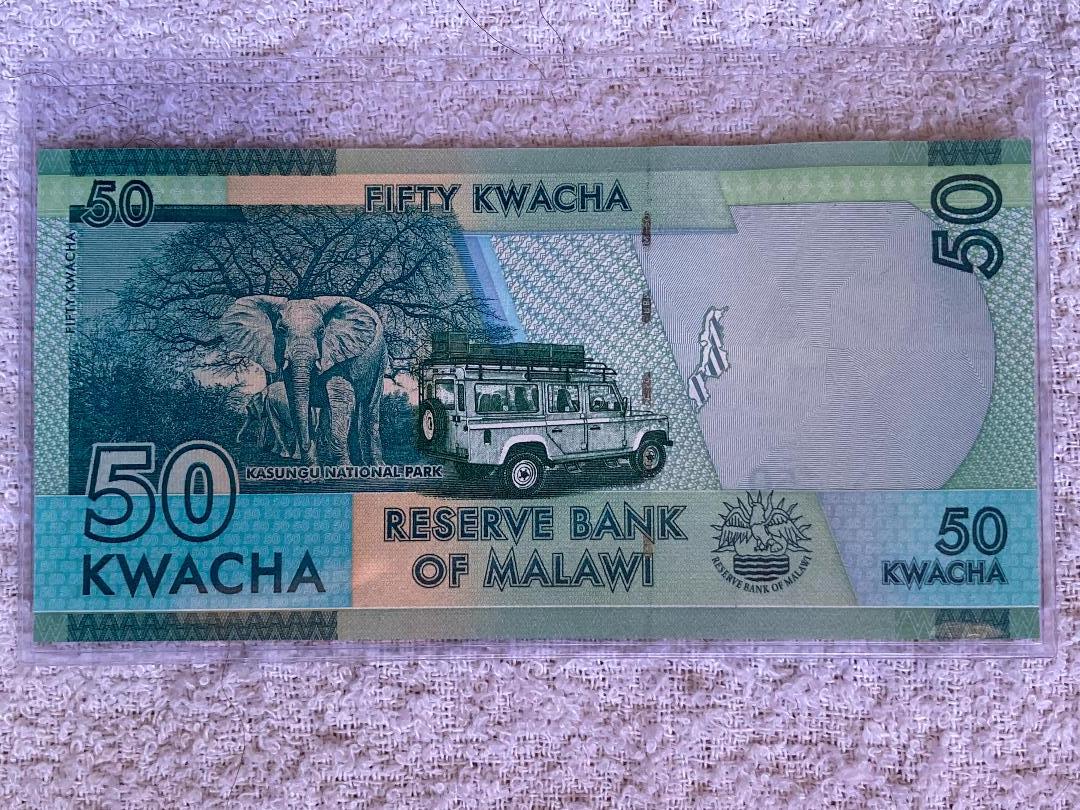 50
FIFTY KWACHA
50
FIFTY KWACHA
KASUNGU NATIONAL PARK
50
KWACHA
RESERVE BANK
OF MALAWI
RESERVE BANK OF MALAWI
50
KWACHA